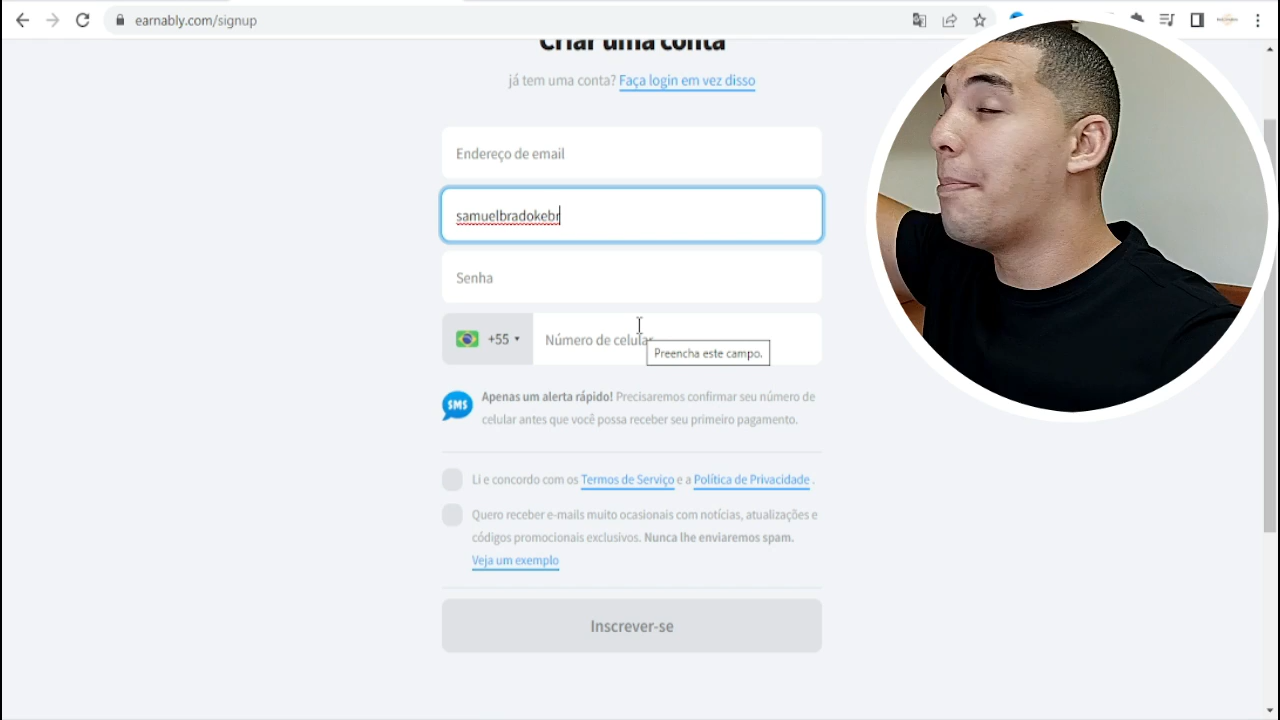 earnably.com/signup
Criar uma conta
já tem uma conta? Faça login em vez disso
Endereço de email
samuelbradokebr
Senha
+55
Número de celular
Preencha este campo.
SMS
Apenas um alerta rápido! Precisaremos confirmar seu número de
celular antes que você possa receber seu primeiro pagamento.
Li e concordo com os Termos de Serviço e a Política de Privacidade .
Quero receber e-mails muito ocasionais com notícias, atualizações e
códigos promocionais exclusivos. Nunca lhe enviaremos spam.
Veja um exemplo
Inscrever-se